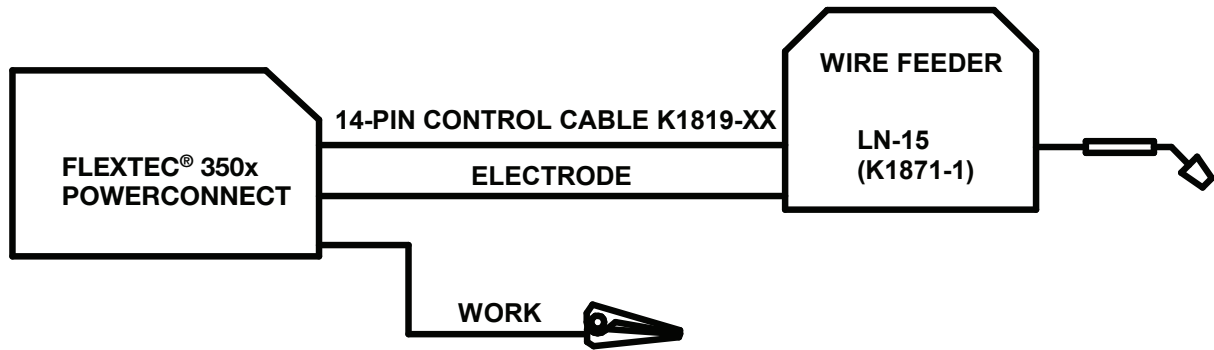 14-PIN CONTROL CABLE K1819-XX
ELECTRODE
FLEXTEC® 350x
POWERCONNECT
WIRE FEEDER
LN-15
(K1871-1)
WORK